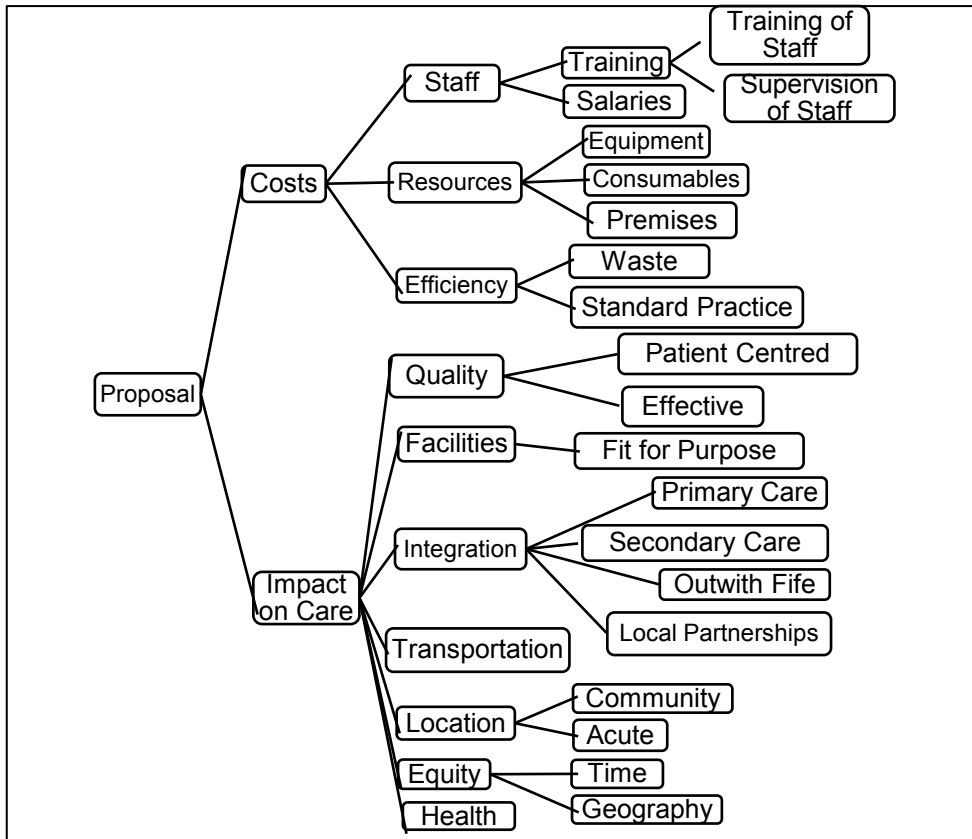 Proposal
Costs
Staff
Training
Training of
Staff
Supervision
of Staff
Salaries
Resources
Equipment
Consumables
Premises
Efficiency
Waste
Standard Practice
Impact
on Care
Quality
Patient Centred
Effective
Facilities
Fit for Purpose
Integration
Primary Care
Secondary Care
Outwith Fife
Local Partnerships
Transportation
Location
Community
Acute
Equity
Time
Geography
Health